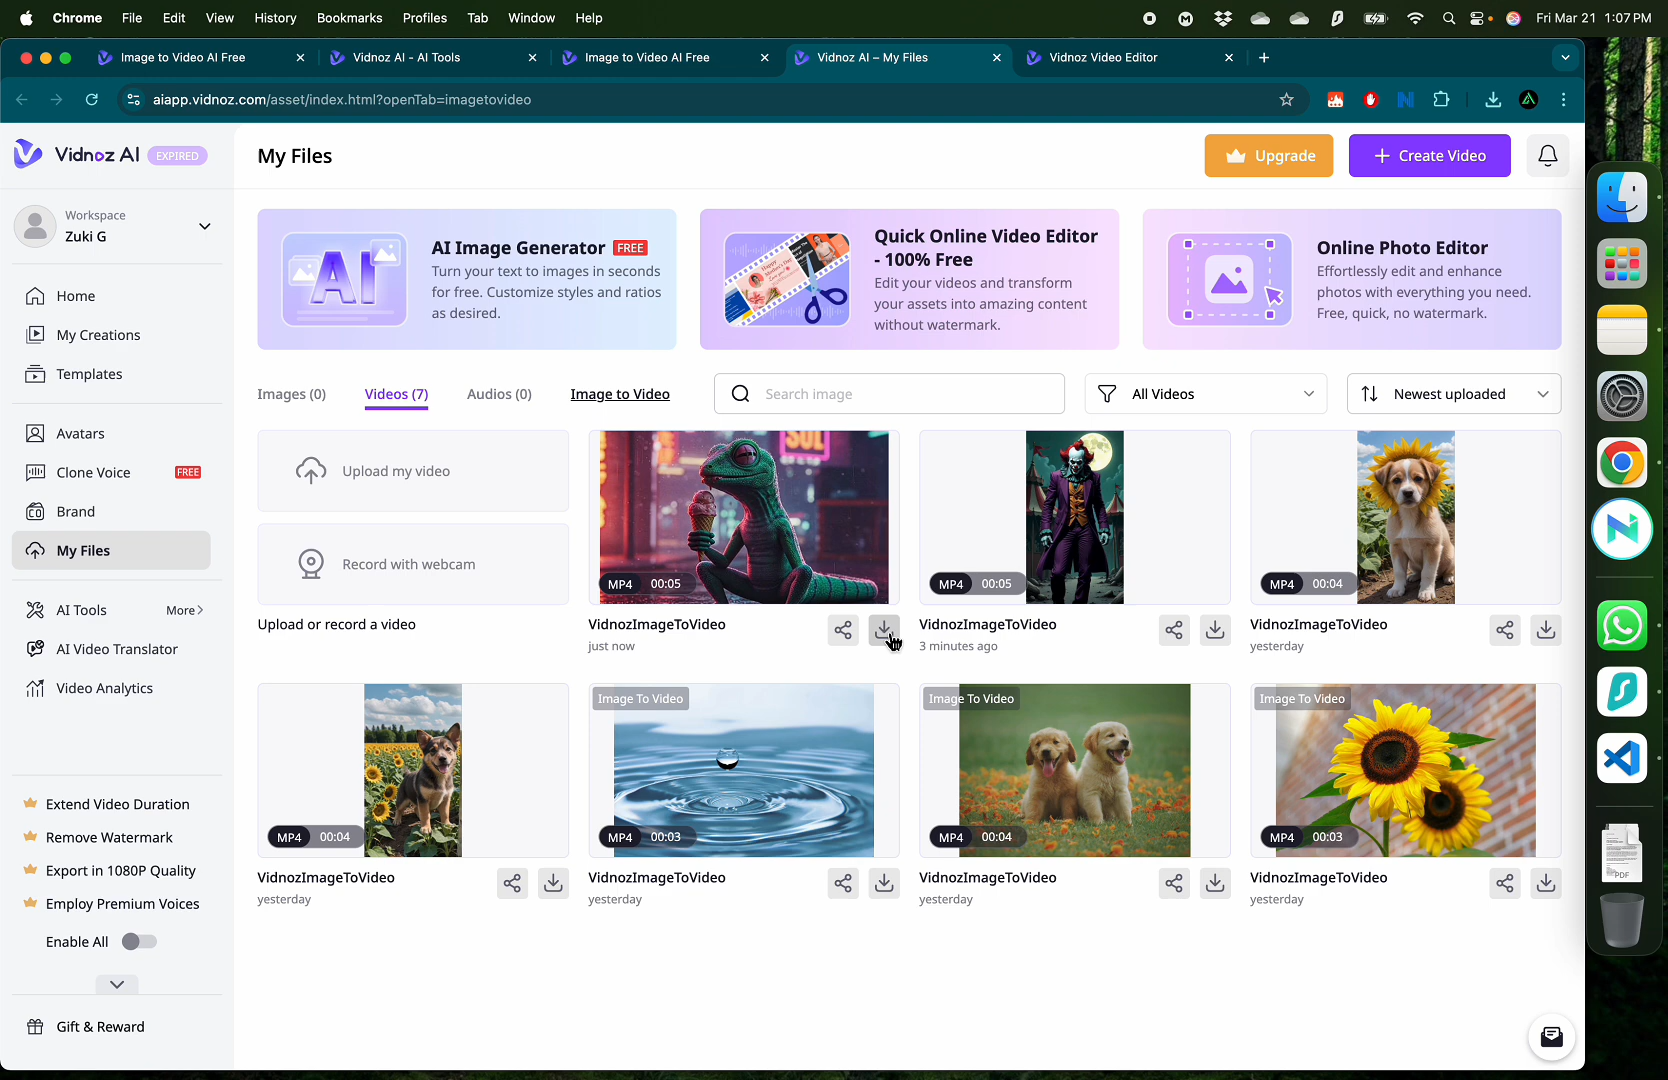 Chrome File Edit View History Bookmarks Profiles Tab Window Help
Fri Mar 21 1:07 PM
Image to Video AI Free
Vidnoz AI - AI Tools
Image to Video AI Free
Vidnoz AI – My Files
Vidnoz Video Editor
aiapp.vidnoz.com/asset/index.html?openTab=imagetovideo
Vidnoz AI EXPIRED
My Files
Upgrade
+ Create Video
Workspace
Zuki G
Home
My Creations
Templates
Avatars
Clone Voice FREE
Brand
My Files
AI Tools More>
AI Video Translator
Video Analytics
Extend Video Duration
Remove Watermark
Export in 1080P Quality
Employ Premium Voices
Enable All
Gift & Reward
AI Image Generator FREE
Turn your text to images in seconds
for free. Customize styles and ratios
as desired.
Quick Online Video Editor
- 100% Free
Edit your videos and transform
your assets into amazing content
without watermark.
Online Photo Editor
Effortlessly edit and enhance
photos with everything you need.
Free, quick, no watermark.
Images (0)
Videos (7)
Audios (0)
Image to Video
Search image
All Videos
Newest uploaded
Upload my video
Record with webcam
Upload or record a video
SOL
MP4 00:05
VidnozImageToVideo
just now
MP4 00:05
VidnozImageToVideo
3 minutes ago
MP4 00:04
VidnozImageToVideo
yesterday
MP4 00:04
VidnozImageToVideo
yesterday
Image To Video
MP4 00:03
VidnozImageToVideo
yesterday
Image To Video
MP4 00:04
VidnozImageToVideo
yesterday
Image To Video
MP4 00:03
VidnozImageToVideo
yesterday
PDF